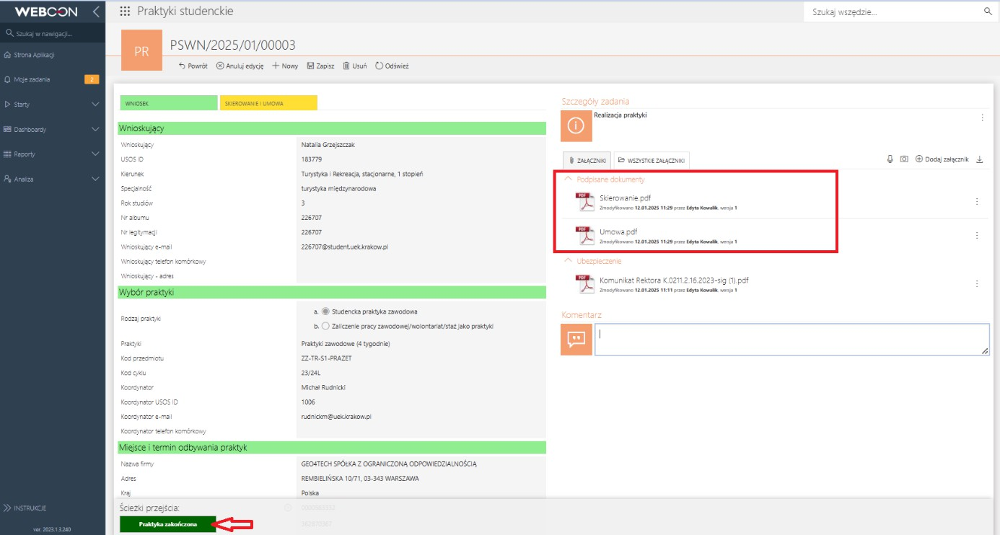 WEBCON
Praktyki studenckie
Szukaj wszędzie...
Szukaj w nawigacji...
Strona Aplikacji
Moje zadania
2
Starty
Dashboardy
Raporty
Analiza
INSTRUKCJE
ver. 2023.1.3.240
PR
PSWN/2025/01/00003
Powrót
Anuluj edycję
Nowy
Zapisz
Usuń
Odśwież
WNIOSEK
SKIEROWANIE I UMOWA
Wnioskujący
Wnioskujący Natalia Grzejszczak
USOS ID 183779
Kierunek Turystyka i Rekreacja, stacjonarne, 1 stopień
Specjalność turystyka międzynarodowa
Rok studiów 3
Nr albumu 226707
Nr legitymacji 226707
Wnioskujący e-mail 226707@student.uek.krakow.pl
Wnioskujący telefon komórkowy
Wnioskujący - adres
Wybór praktyki
Rodzaj praktyki
a. Studencka praktyka zawodowa
b. Zaliczenie pracy zawodowej/wolontariat/staż jako praktyki
Praktyki Praktyki zawodowe (4 tygodnie)
Kod przedmiotu ZZ-TR-S1-PRAZET
Kod cyklu 23/24L
Koordynator Michał Rudnicki
Koordynator USOS ID 1006
Koordynator e-mail rudnickm@uek.krakow.pl
Koordynator telefon komórkowy
Miejsce i termin odbywania praktyk
Nazwa firmy GEO4TECH SPÓŁKA Z OGRANICZONĄ ODPOWIEDZIALNOŚCIĄ
Adres REMBIELIŃSKA 10/71, 03-343 WARSZAWA
Kraj Polska
Ścieżki przejścia:
Praktyka zakończona
Szczegóły zadania
Realizacja praktyki
ZAŁĄCZNIKI
WSZYSTKIE ZAŁĄCZNIKI
Dodaj załącznik
Podpisane dokumenty
Skierowanie.pdf
Zmodyfikowano 12.01.2025 11:29 przez Edyta Kowalik, wersja 1
Umowa.pdf
Zmodyfikowano 12.01.2025 11:29 przez Edyta Kowalik, wersja 1
Ubezpieczenie
Komunikat Rektora K.0211.2.16.2023-sig (1).pdf
Zmodyfikowano 12.01.2025 11:11 przez Edyta Kowalik, wersja 1
Komentarz